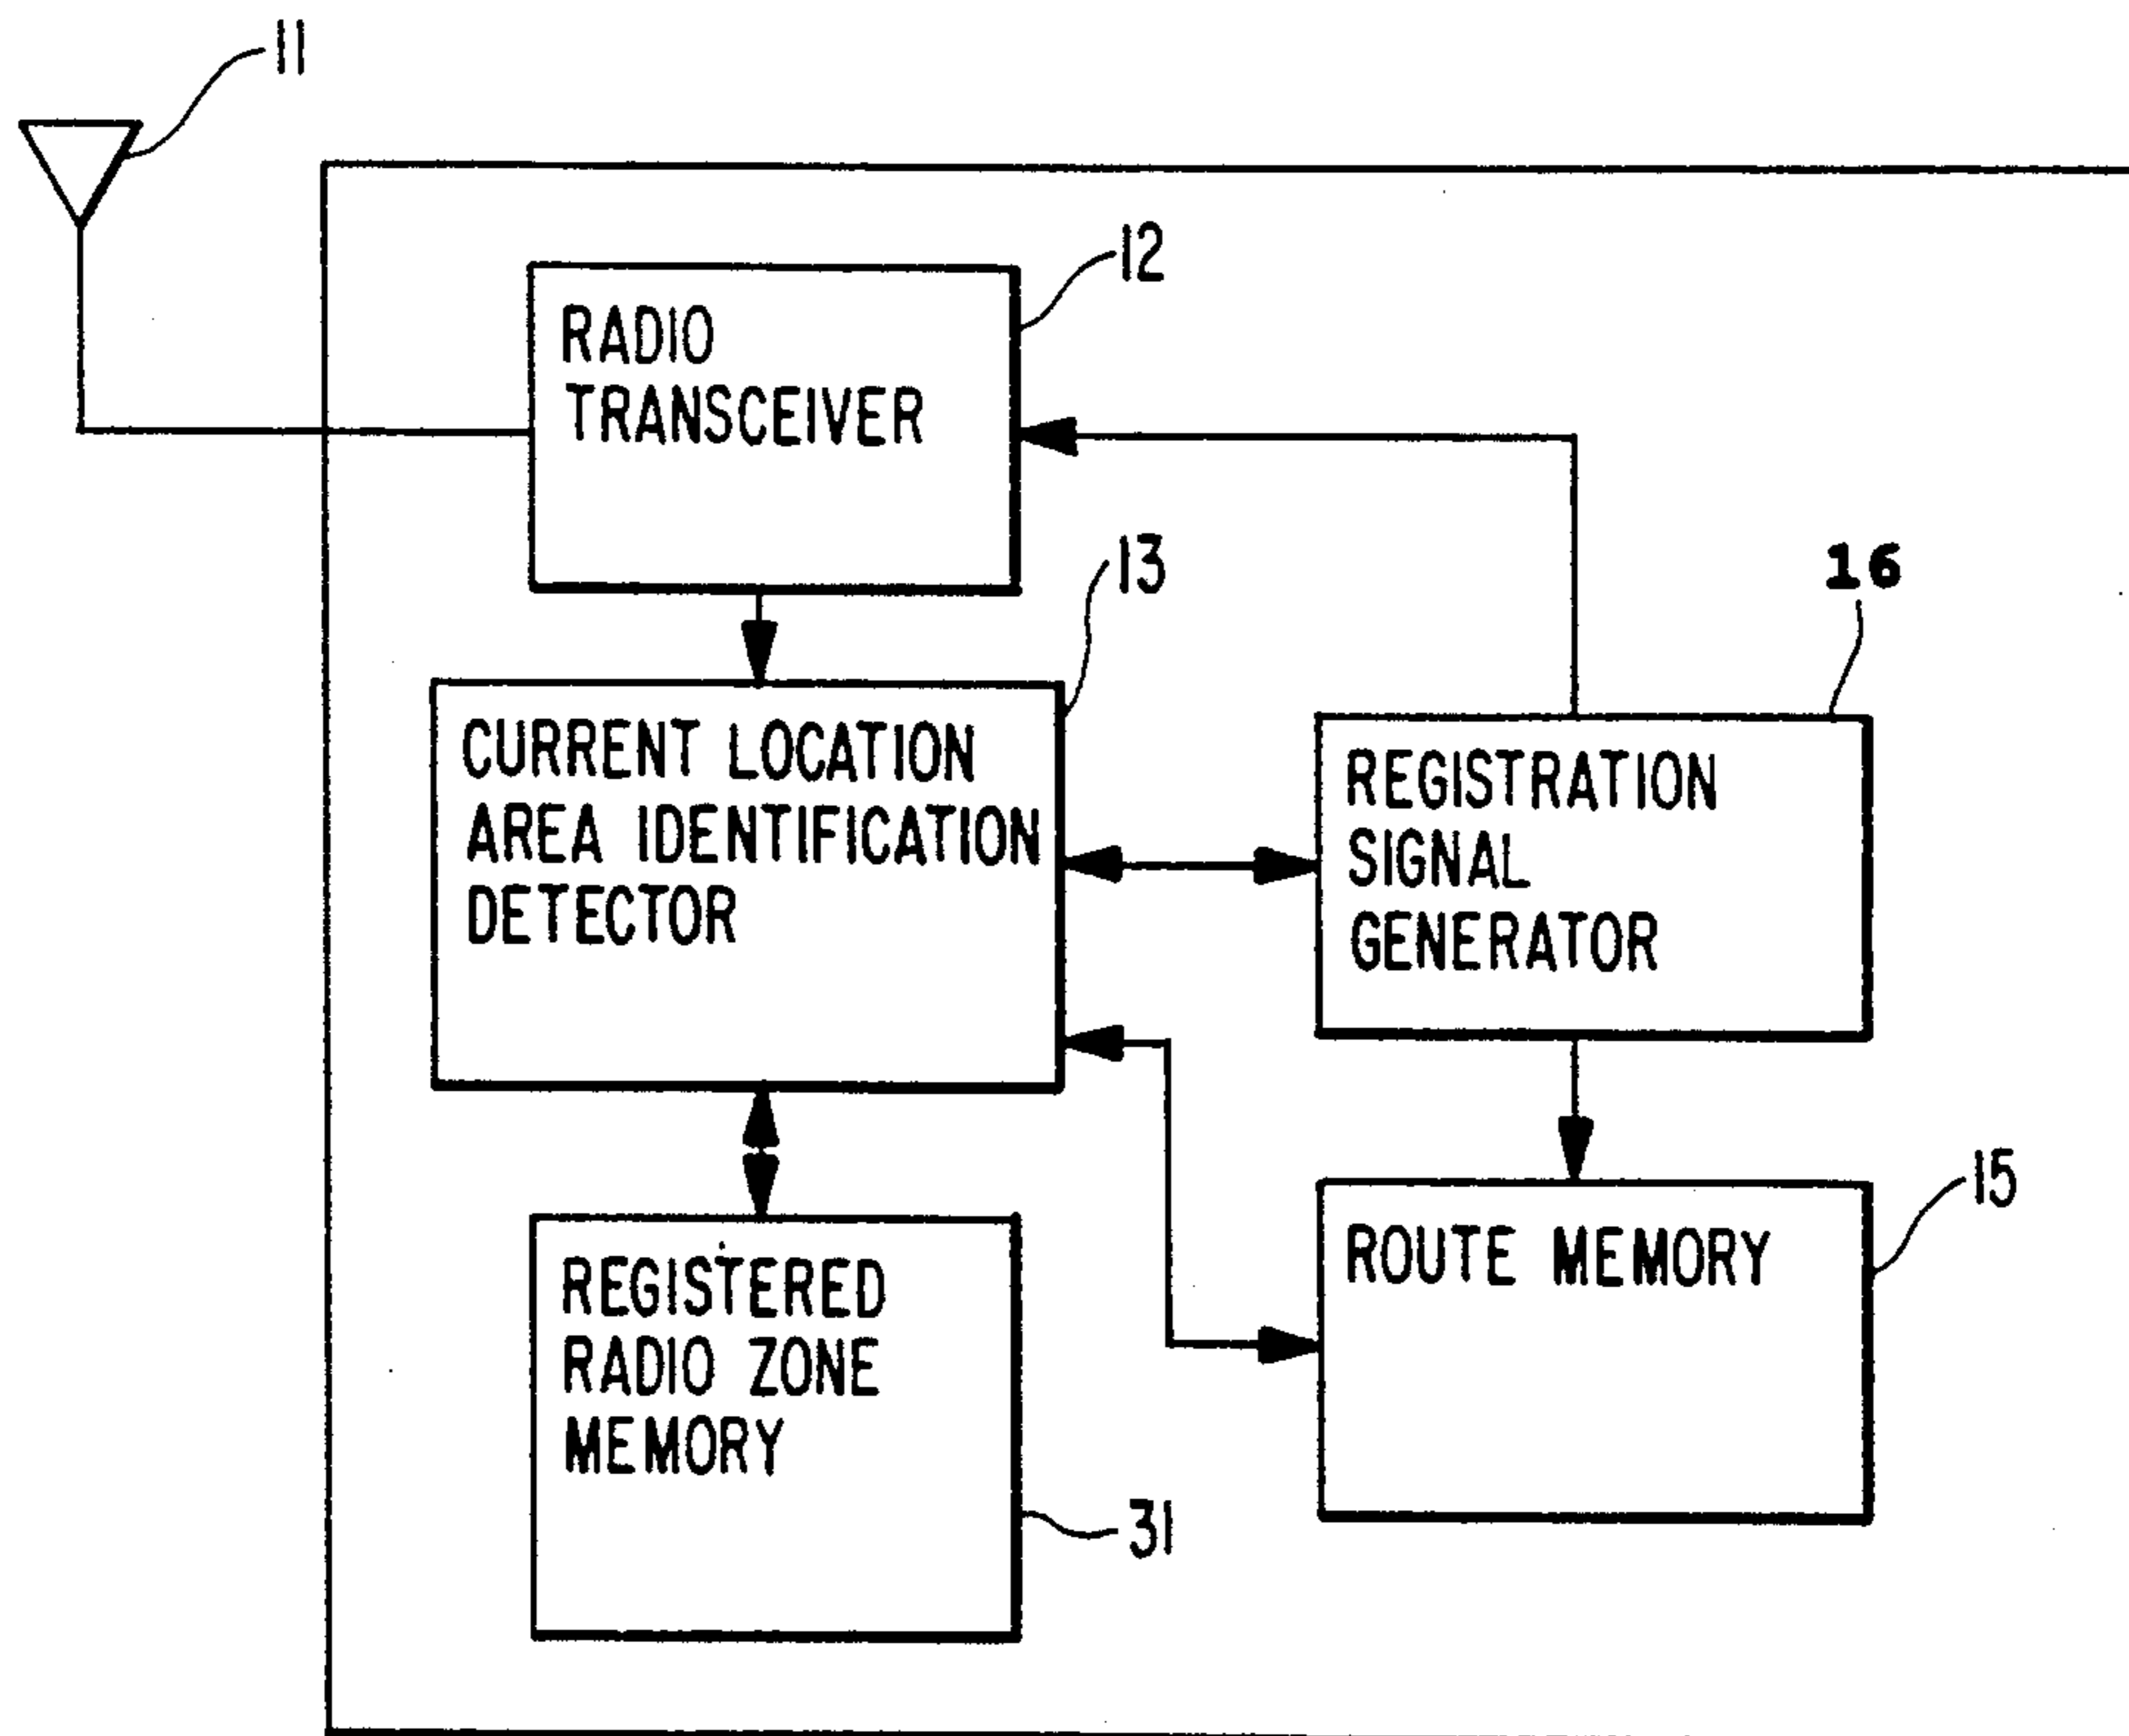 11
12
RADIO
TRANSCEIVER
13
16
CURRENT LOCATION
AREA IDENTIFICATION
DETECTOR
REGISTRATION
SIGNAL
GENERATOR
15
REGISTERED
RADIO ZONE
MEMORY
ROUTE MEMORY
31